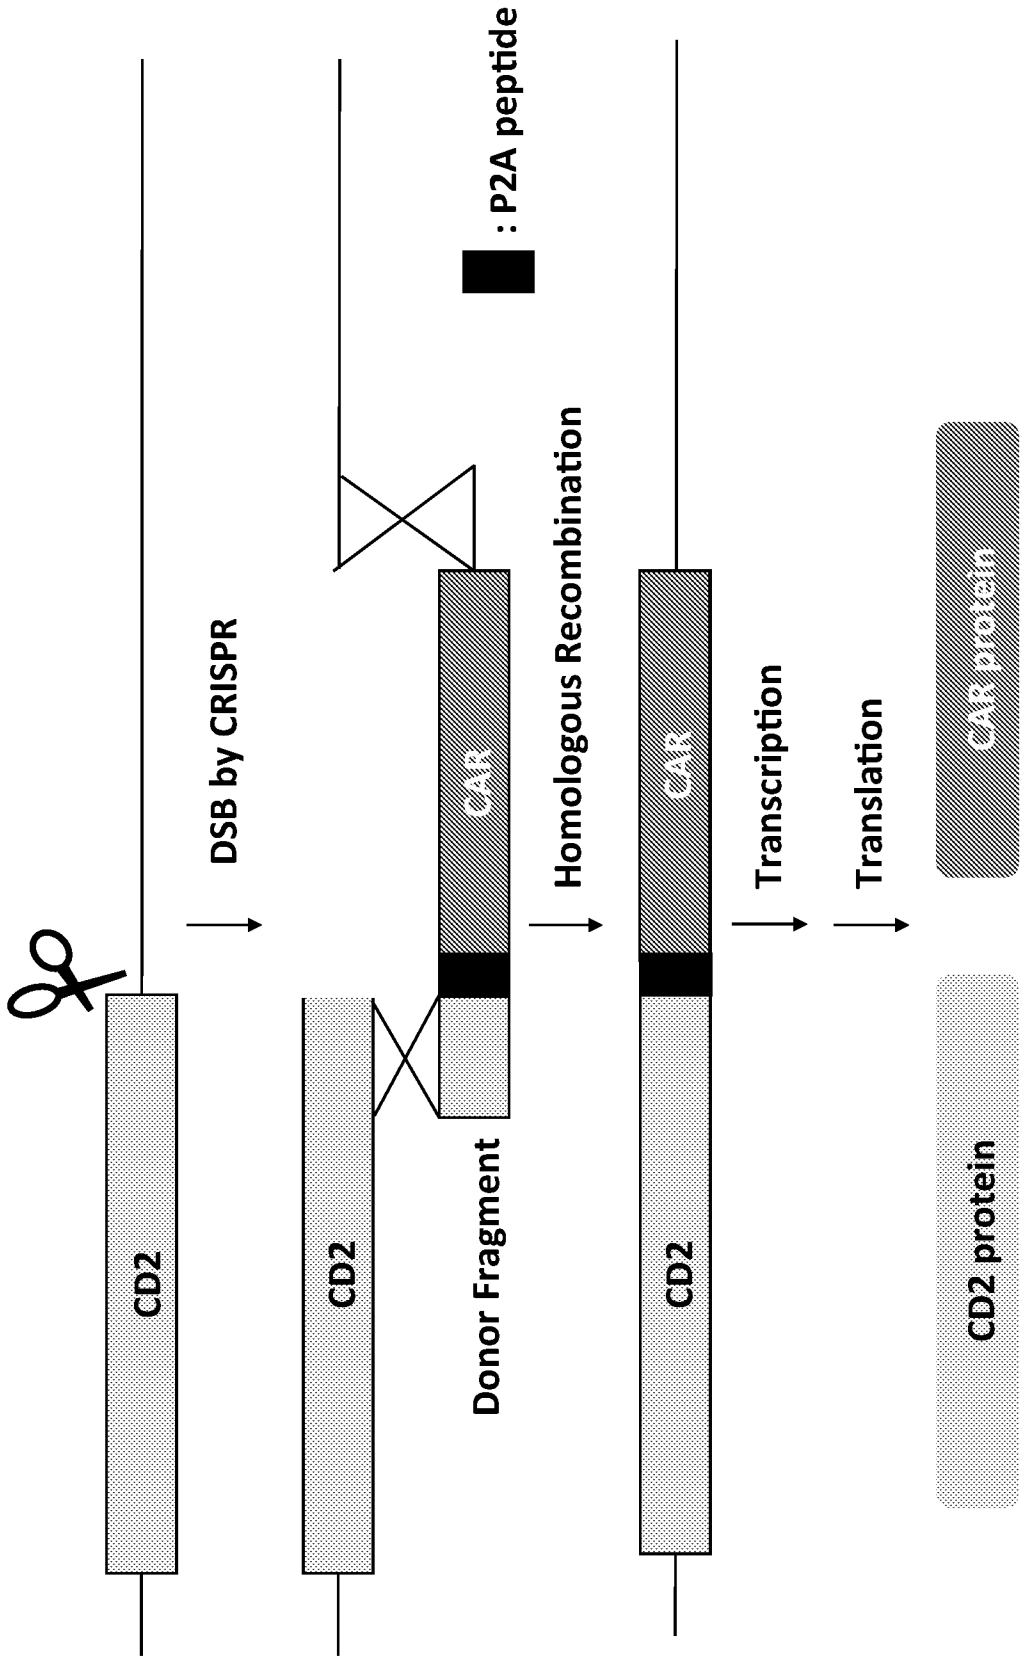 CD2
DSB by CRISPR
CD2
Donor Fragment
CAR
: P2A peptide
Homologous Recombination
CD2
CAR
Transcription
Translation
CD2 protein
CAR protein